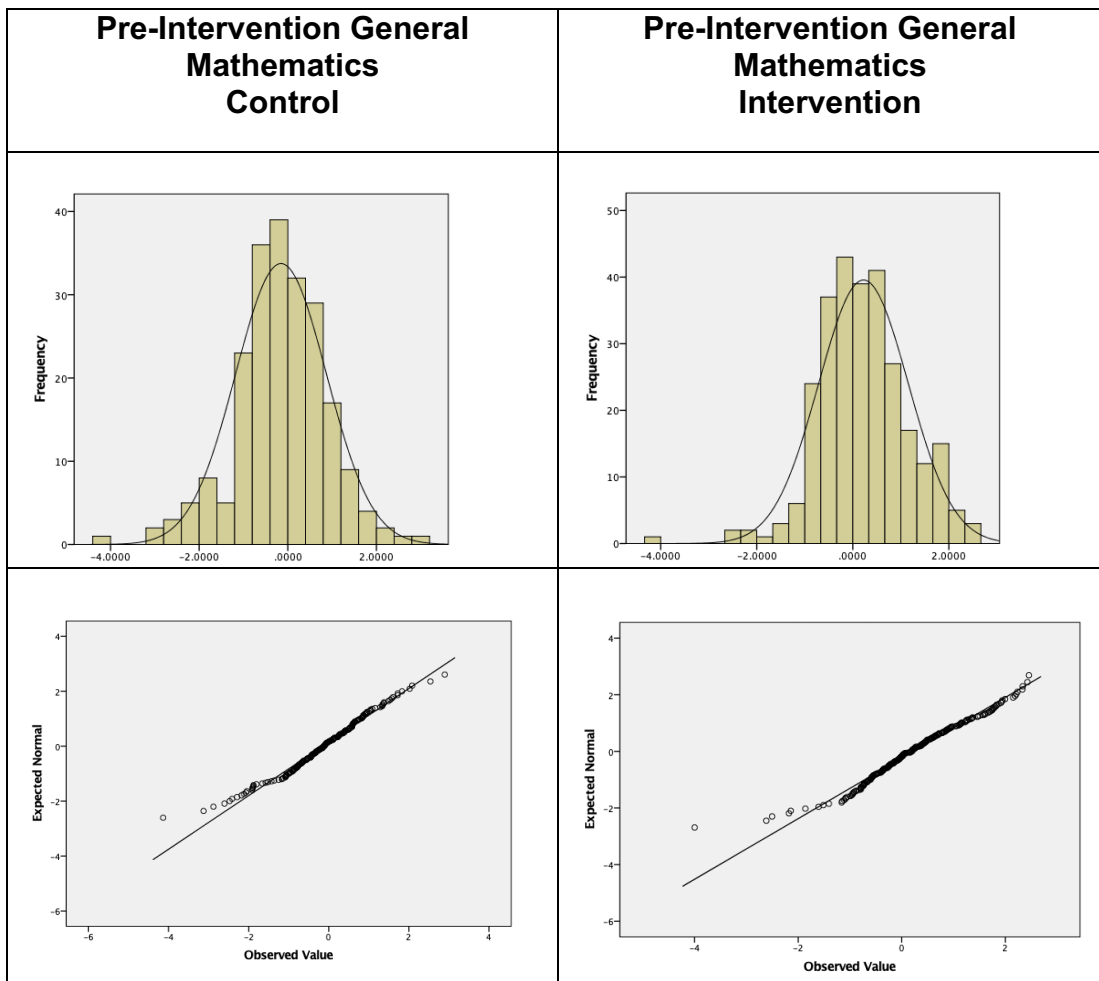 Pre-Intervention General
Mathematics
Control
Pre-Intervention General
Mathematics
Intervention
Frequency
40
30
20
10
0
-4.0000 -2.0000 .0000 2.0000
Frequency
50
40
30
20
10
0
-4.0000 -2.0000 .0000 2.0000
Expected Normal
4
2
0
-2
-4
-6
-6 -4 -2 0 2 4
Observed Value
Expected Normal
4
2
0
-2
-4
-6
-4 -2 0 2
Observed Value